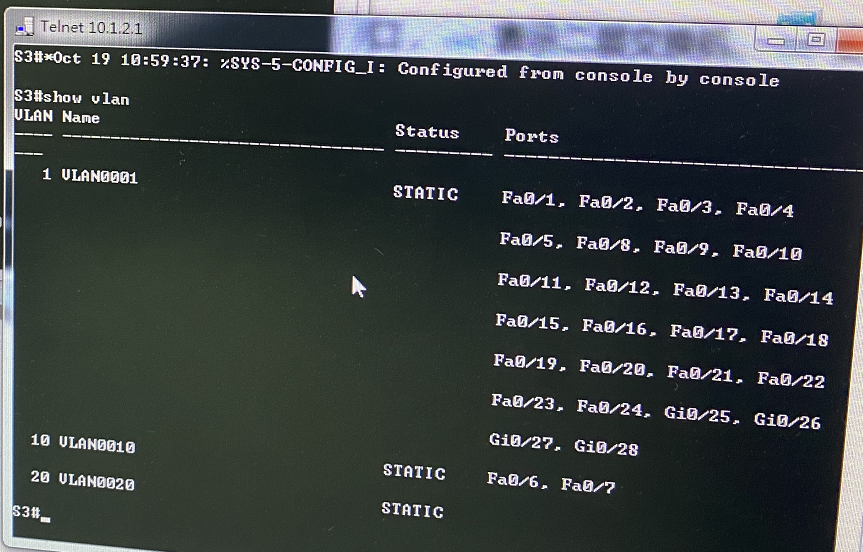 Telnet 10.1.2.1
S3#*Oct 19 10:59:37: %SYS-5-CONFIG_I: Configured from console by console
S3#show vlan
VLAN Name Status Ports
---- -------------------------------- --------- -----------------------------------
---
1 VLAN0001 STATIC Fa0/1, Fa0/2, Fa0/3, Fa0/4
Fa0/5, Fa0/8, Fa0/9, Fa0/10
Fa0/11, Fa0/12, Fa0/13, Fa0/14
Fa0/15, Fa0/16, Fa0/17, Fa0/18
Fa0/19, Fa0/20, Fa0/21, Fa0/22
Fa0/23, Fa0/24, Gi0/25, Gi0/26
Gi0/27, Gi0/28
10 VLAN0010 STATIC Fa0/6, Fa0/7
20 VLAN0020 STATIC
S3#_